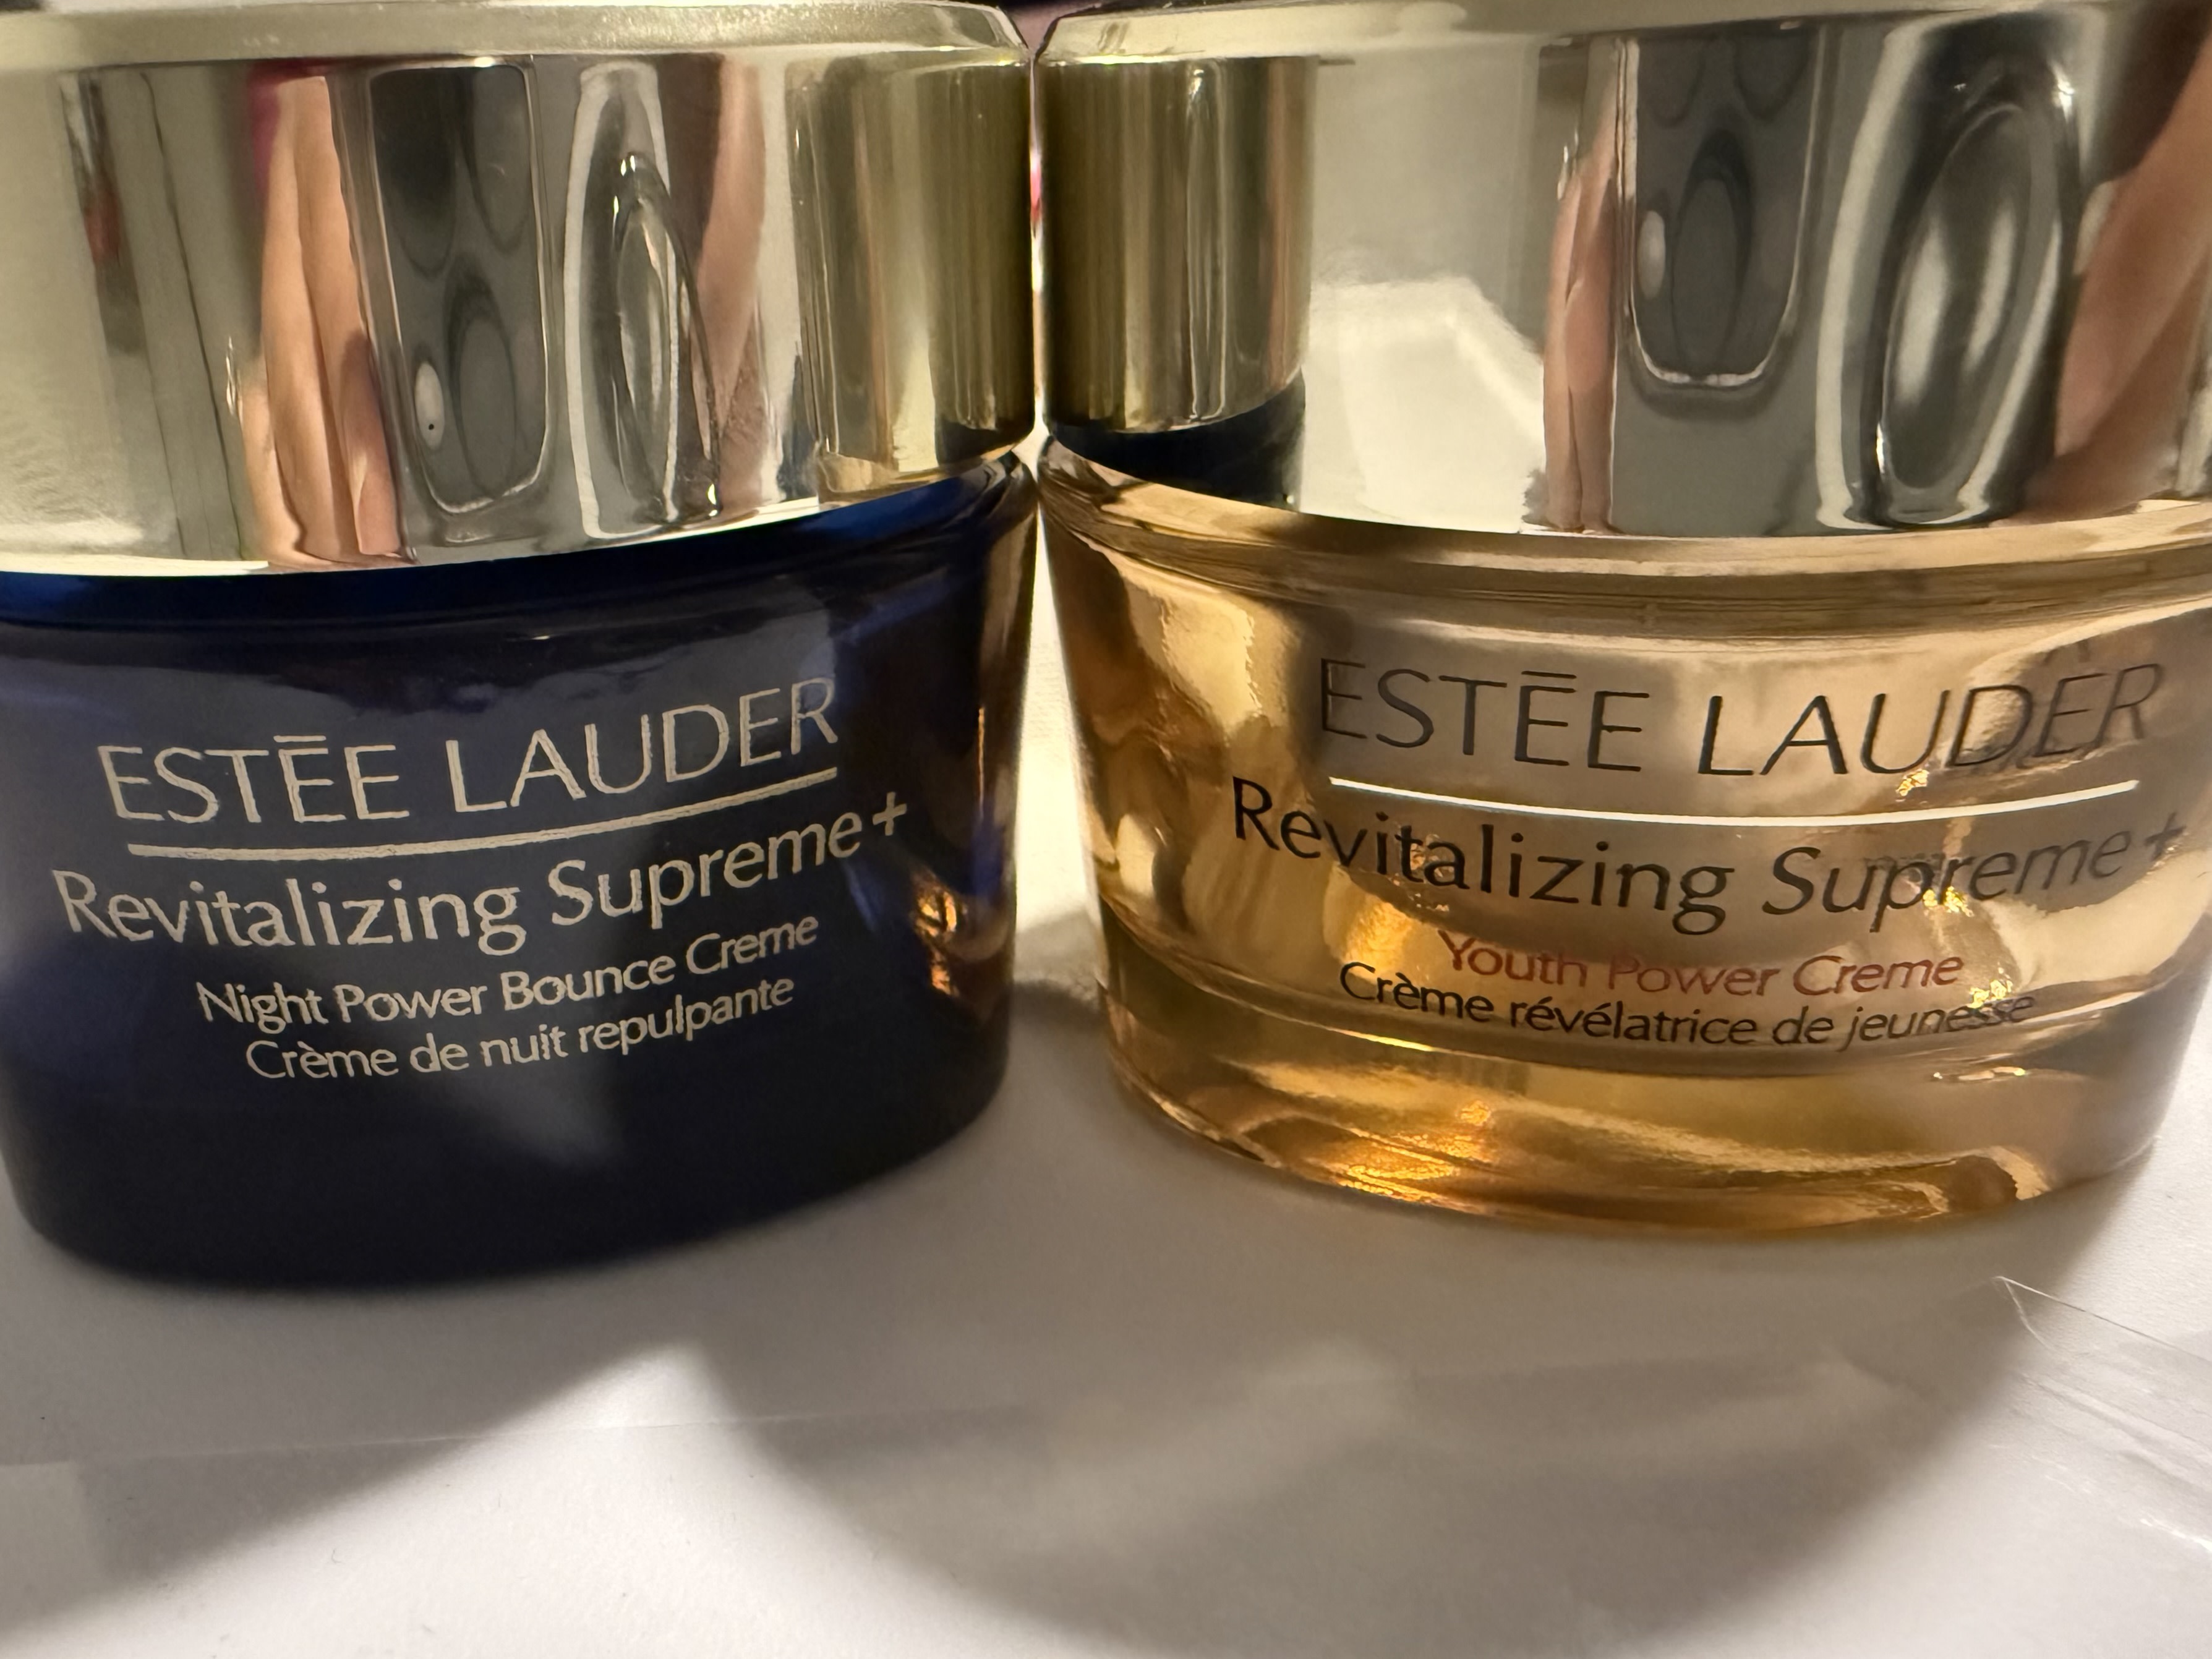 ESTĒE LAUDER
Revitalizing Supreme+
Night Power Bounce Creme
Crème de nuit repulpante
ESTĒE LAUDER
Revitalizing Supreme+
Youth Power Creme
Crème révélatrice de jeunesse